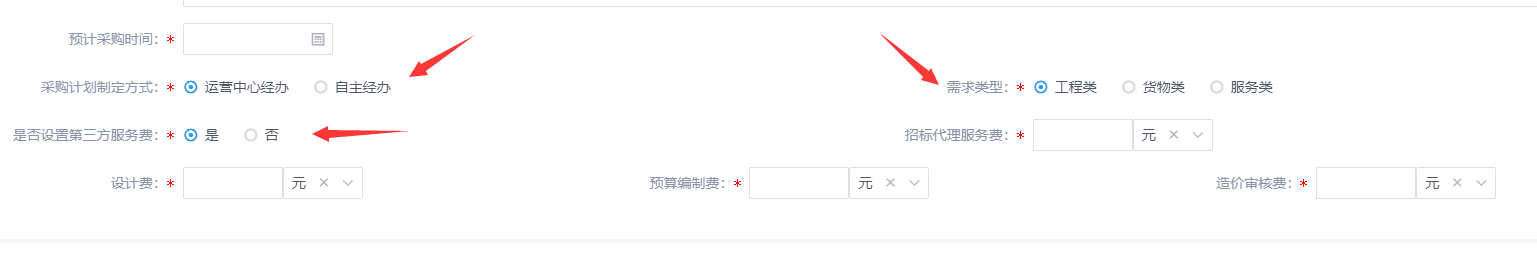 预计采购时间：*
采购计划制定方式：* 运营中心经办 自主经办 需求类型：* 工程类 货物类 服务类
是否设置第三方服务费：* 是 否 招标代理服务费：* 元
设计费：* 元 预算编制费：* 元 造价审核费：* 元